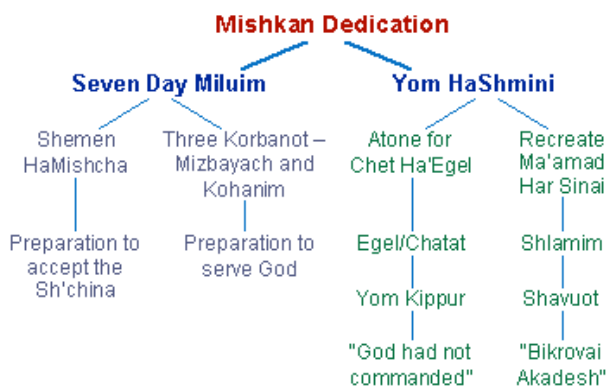 Mishkan Dedication
Seven Day Miluim
Yom HaShmini
Shemen
HaMishcha
Three Korbanot –
Mizbayach and
Kohanim
Atone for
Chet Ha'Egel
Recreate
Ma'amad
Har Sinai
Preparation to
accept the
Sh'china
Preparation to
serve God
Egel/Chatat
Shlamim
Yom Kippur
Shavuot
"God had not
commanded"
"Bikrovai
Akadesh"